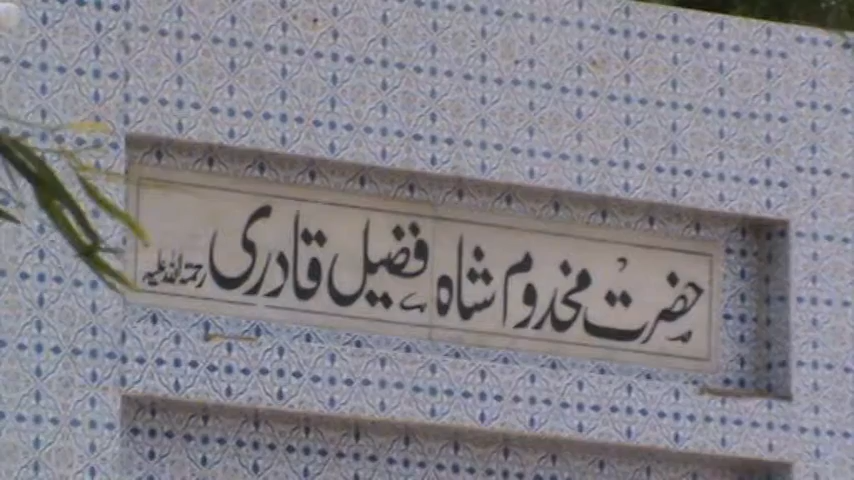 حضرت مخدوم شاہ فضیل قادری رحمۃ اللہ علیہ